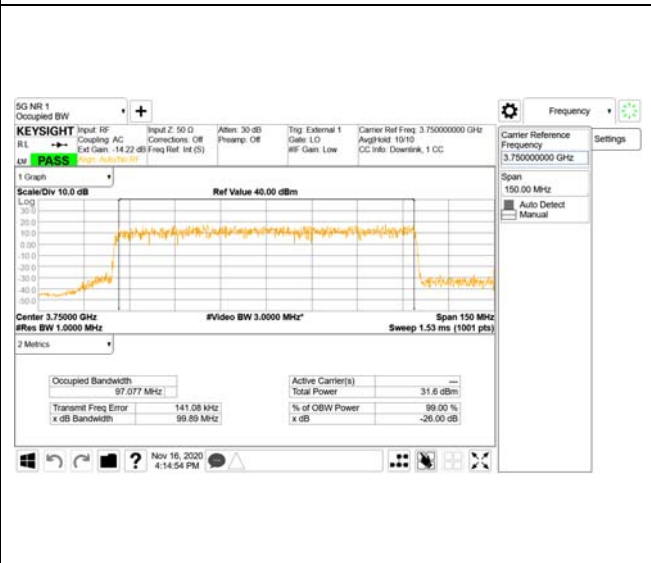 5G NR 1
Occupied BW
+
Frequency
KEYSIGHT
RL
PASS
Input: RF
Coupling: AC
Ext Gain: -14.22 dB
Align: Auto/No RF
Input Z: 50 Ω
Corrections: Off
Freq Ref: Int (S)
Atten: 30 dB
Preamp: Off
Trig: External 1
Gate: LO
#IF Gain: Low
Carrier Ref Freq: 3.750000000 GHz
Avg|Hold: 10/10
CC Info: Downlink, 1 CC
Carrier Reference
Frequency
3.750000000 GHz
Settings
Span
150.00 MHz
Auto Detect
Manual
1 Graph
Scale/Div 10.0 dB
Ref Value 40.00 dBm
Log
30.0
20.0
10.0
0.00
-10.0
-20.0
-30.0
-40.0
-50.0
Center 3.75000 GHz
#Video BW 3.0000 MHz*
Span 150 MHz
#Res BW 1.0000 MHz
Sweep 1.53 ms (1001 pts)
2 Metrics
Occupied Bandwidth
97.077 MHz
Transmit Freq Error 141.08 kHz
x dB Bandwidth 99.89 MHz
Active Carrier(s) ---
Total Power 31.6 dBm
% of OBW Power 99.00 %
x dB -26.00 dB
?
Nov 16, 2020
4:14:54 PM